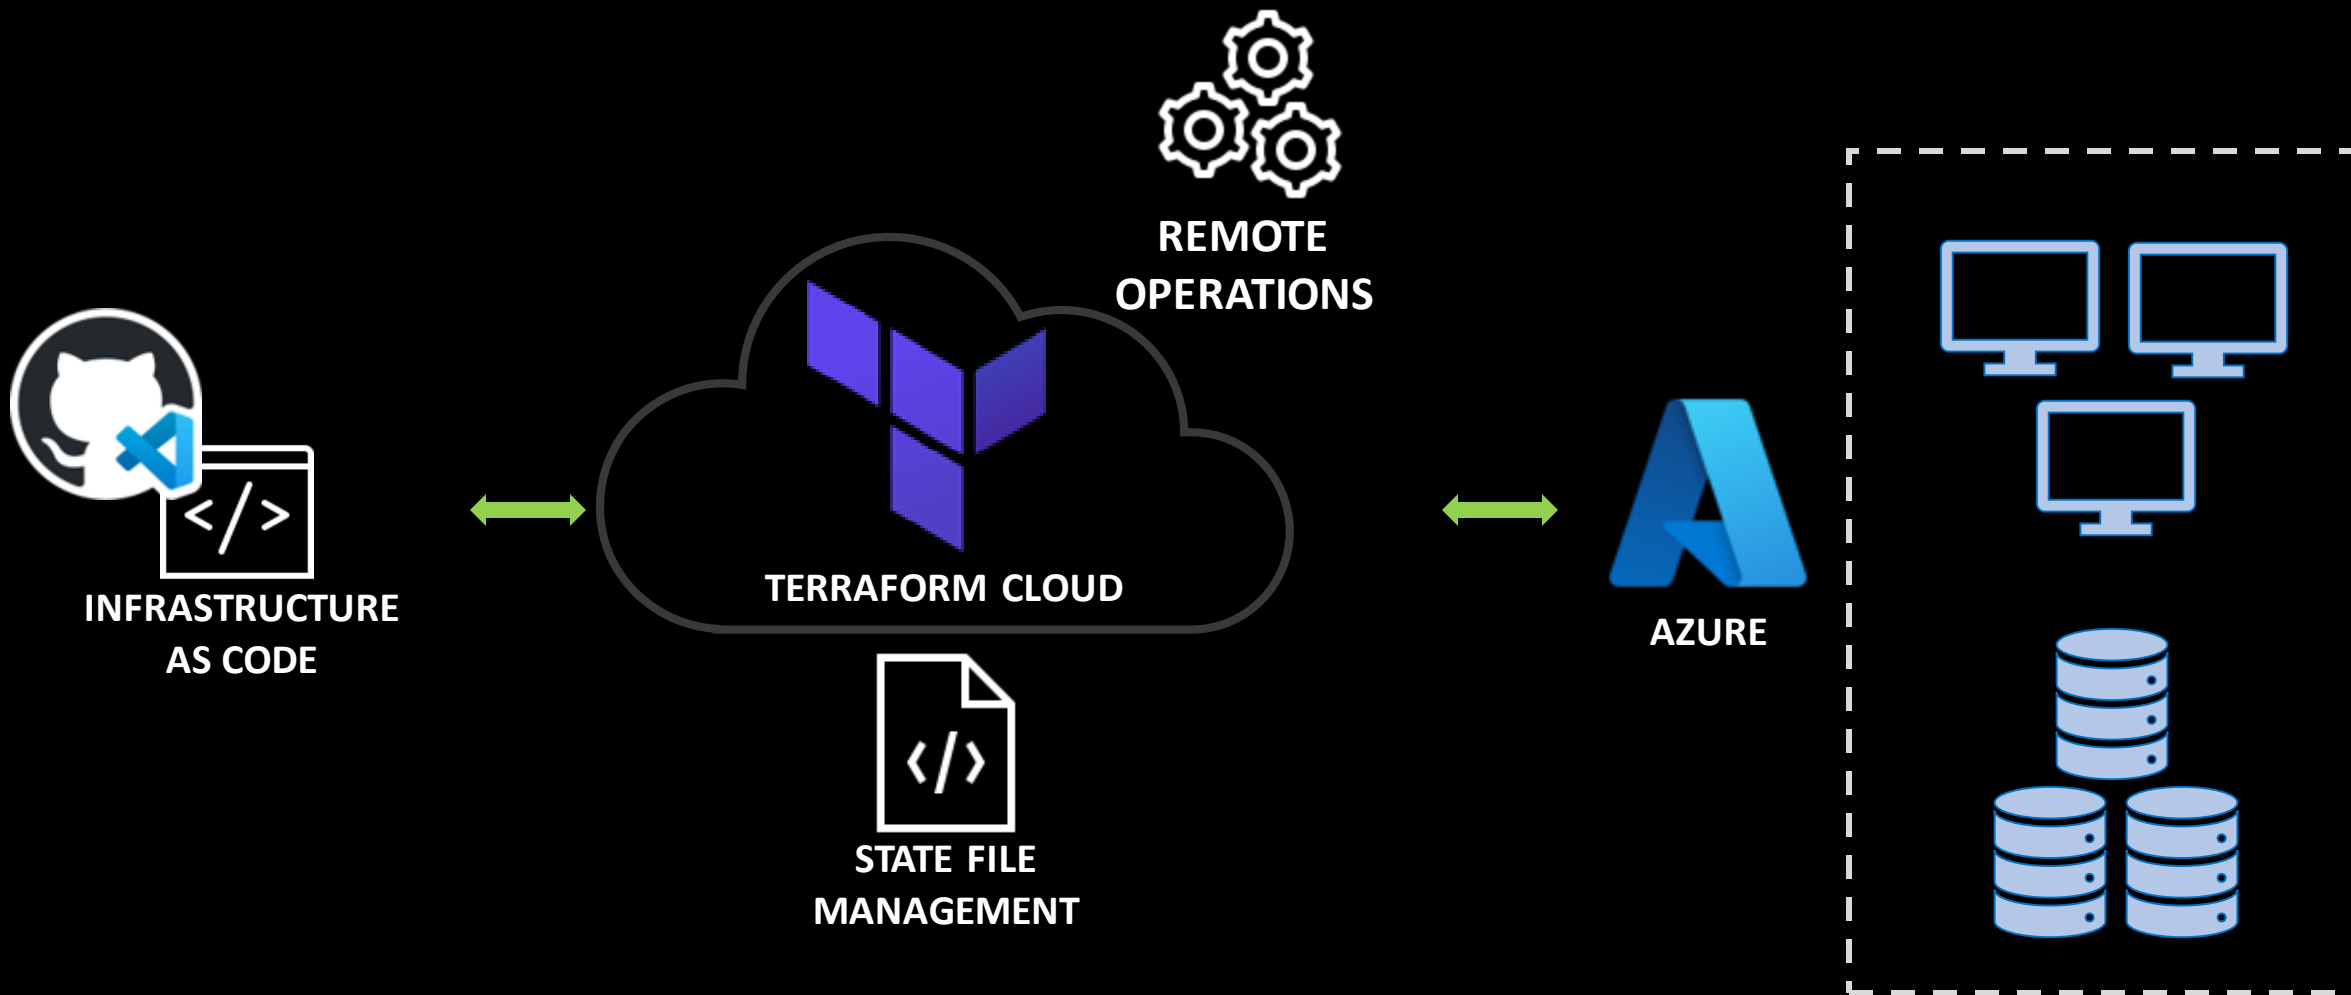 REMOTE
OPERATIONS
INFRASTRUCTURE
AS CODE
TERRAFORM CLOUD
AZURE
STATE FILE
MANAGEMENT